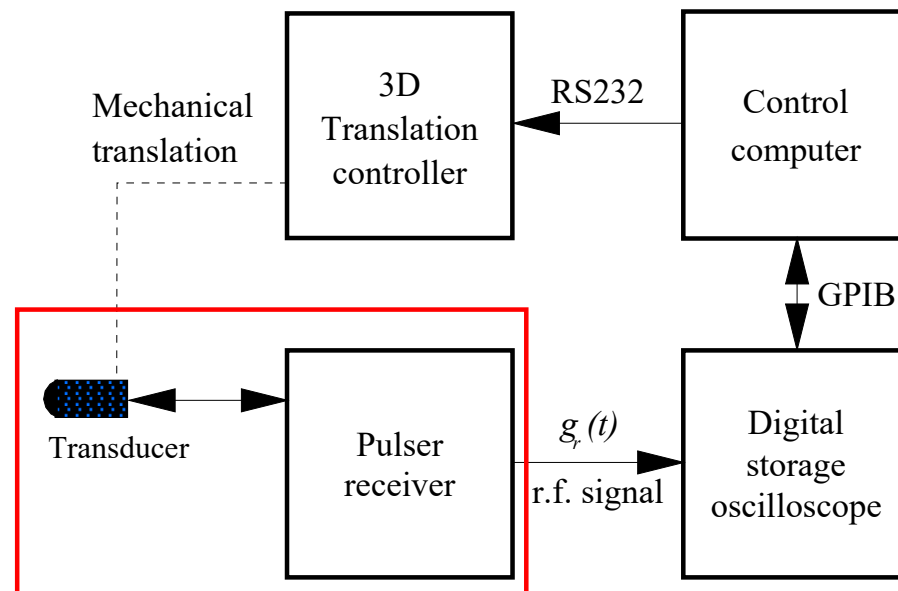 3D
Translation
controller
Mechanical
translation
RS232
Control
computer
GPIB
Transducer
Pulser
receiver
g_r(t)
r.f. signal
Digital
storage
oscilloscope